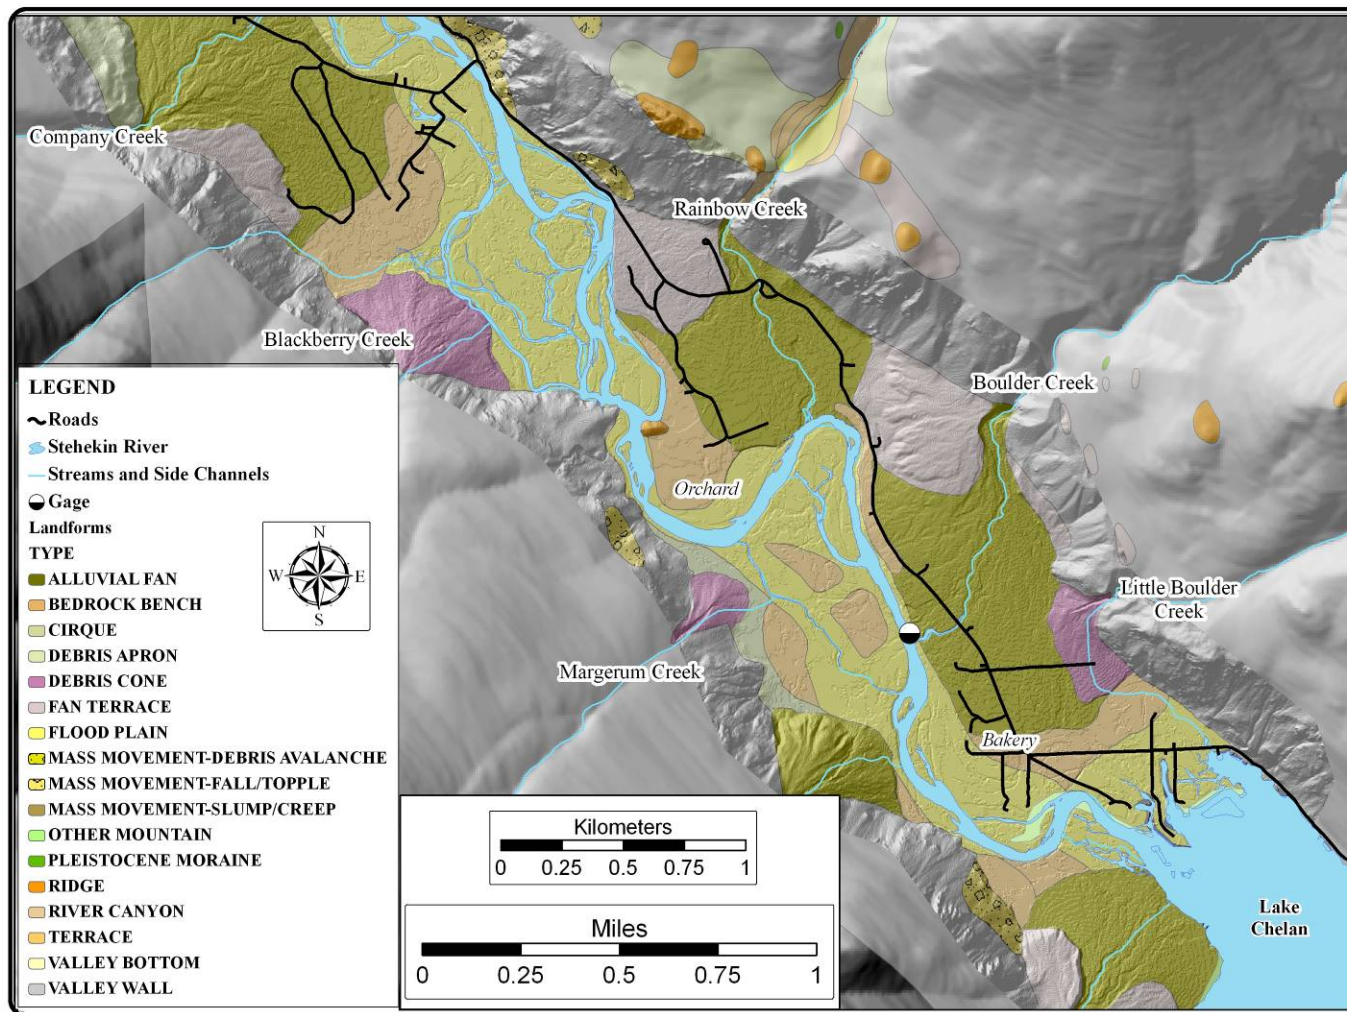 Company Creek
Rainbow Creek
Blackberry Creek
Boulder Creek
Orchard
Little Boulder
Creek
Margerum Creek
Bakery
Lake
Chelan
LEGEND
Roads
Stehekin River
Streams and Side Channels
Gage
Landforms
TYPE
ALLUVIAL FAN
BEDROCK BENCH
CIRQUE
DEBRIS APRON
DEBRIS CONE
FAN TERRACE
FLOOD PLAIN
MASS MOVEMENT-DEBRIS AVALANCHE
MASS MOVEMENT-FALL/TOPPLE
MASS MOVEMENT-SLUMP/CREEP
OTHER MOUNTAIN
PLEISTOCENE MORAINE
RIDGE
RIVER CANYON
TERRACE
VALLEY BOTTOM
VALLEY WALL
N
W E
S
Kilometers
0 0.25 0.5 0.75 1
Miles
0 0.25 0.5 0.75 1